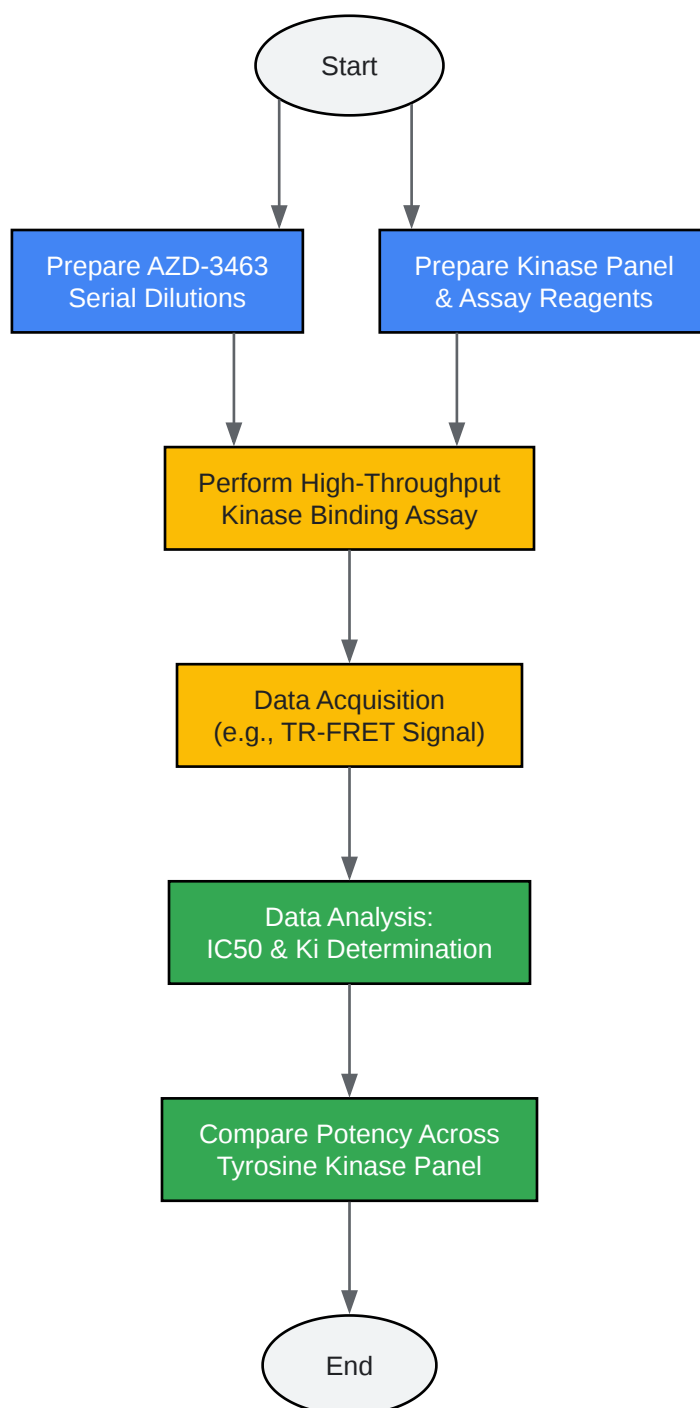 Start
Prepare AZD-3463
Serial Dilutions
Prepare Kinase Panel
& Assay Reagents
Perform High-Throughput
Kinase Binding Assay
Data Acquisition
(e.g., TR-FRET Signal)
Data Analysis:
IC50 & Ki Determination
Compare Potency Across
Tyrosine Kinase Panel
End